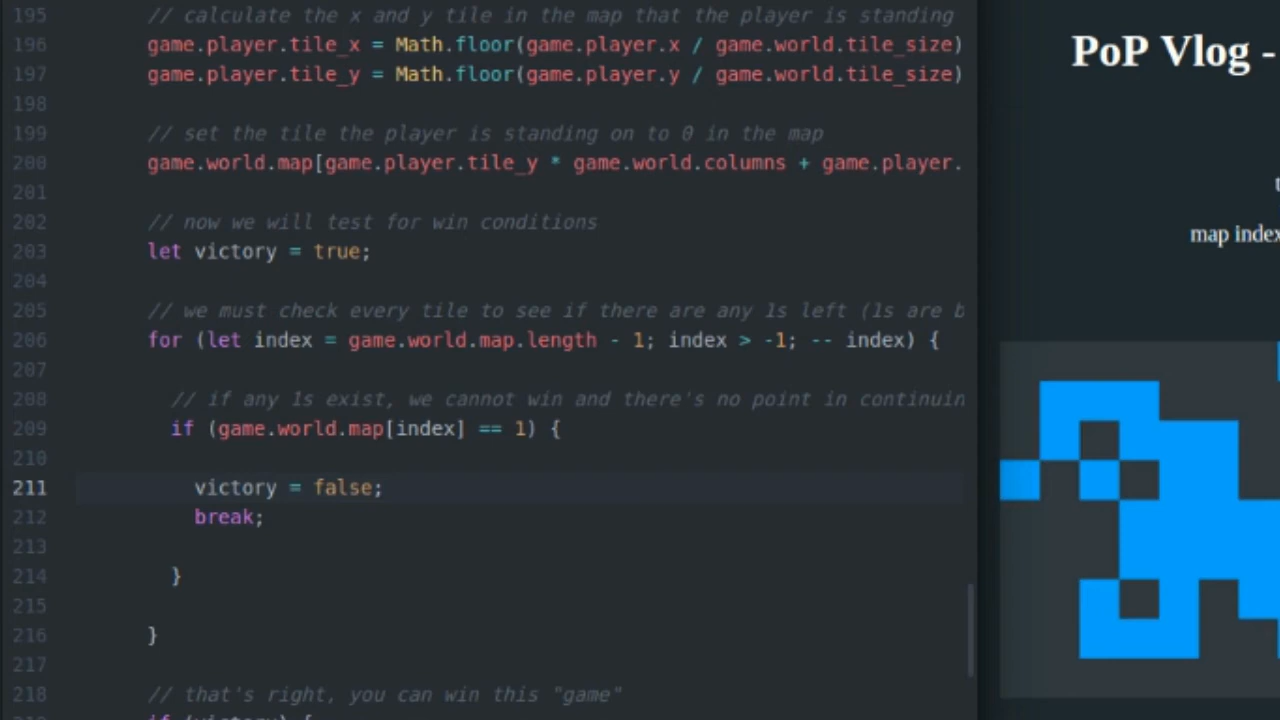 195 // calculate the x and y tile in the map that the player is standing
196 game.player.tile_x = Math.floor(game.player.x / game.world.tile_size)
197 game.player.tile_y = Math.floor(game.player.y / game.world.tile_size)
198
199 // set the tile the player is standing on to 0 in the map
200 game.world.map[game.player.tile_y * game.world.columns + game.player.
201
202 // now we will test for win conditions
203 let victory = true;
204
205 // we must check every tile to see if there are any 1s left (1s are b
206 for (let index = game.world.map.length - 1; index > -1; -- index) {
207
208 // if any 1s exist, we cannot win and there's no point in continuin
209 if (game.world.map[index] == 1) {
210
211 victory = false;
212 break;
213
214 }
215
216 }
217
218 // that's right, you can win this "game"
219 if (victory) {
PoP Vlog -
t
map index